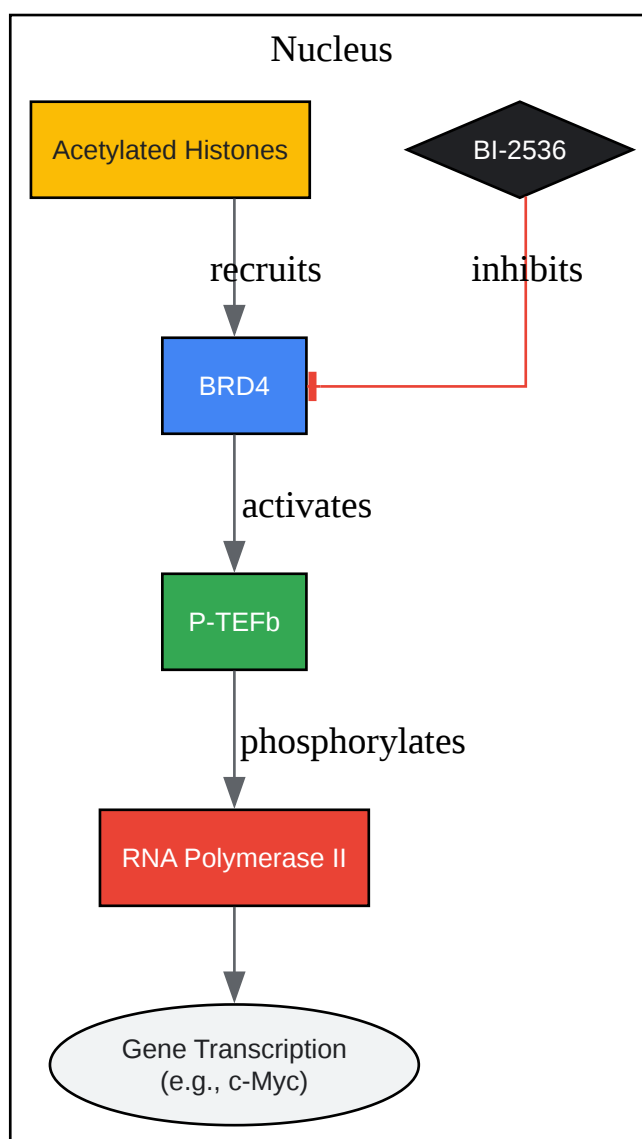 Nucleus
Acetylated Histones
BI-2536
recruits
inhibits
BRD4
activates
P-TEFb
phosphorylates
RNA Polymerase II
Gene Transcription
(e.g., c-Myc)